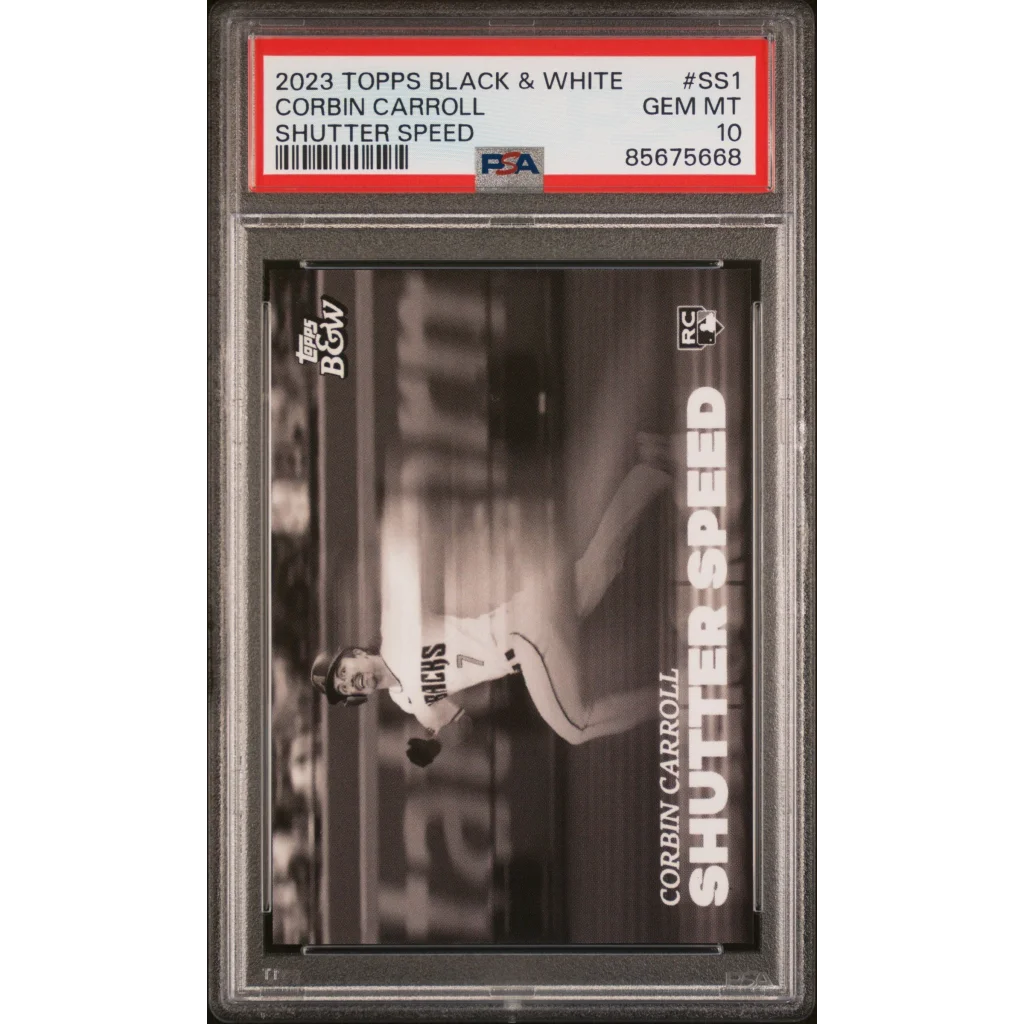 2023 TOPPS BLACK & WHITE #SS1
CORBIN CARROLL GEM MT
SHUTTER SPEED 10
PSA 85675668
topps
B&W
RC
BACKS
7
CORBIN CARROLL
SHUTTER SPEED
PSA